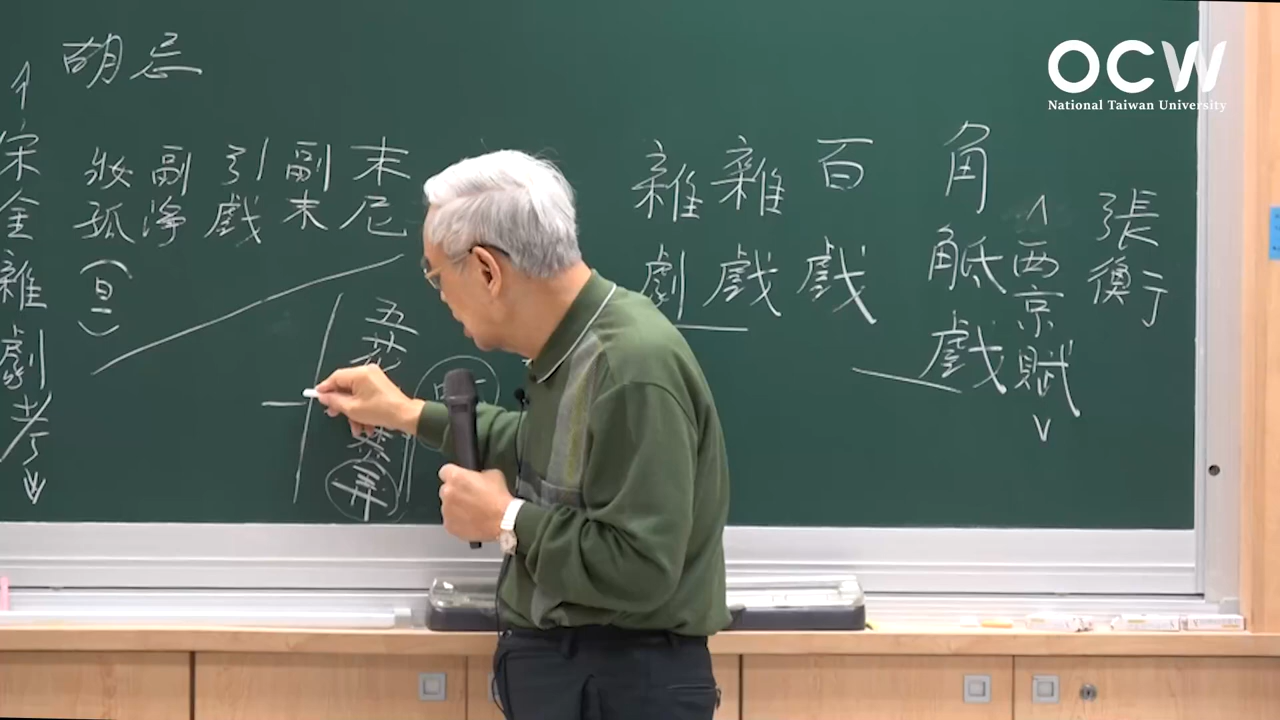 OCW
National Taiwan University
張衡
〈西京賦〉
角觝戲
百戲
雜戲
雜劇
末尼
副末
引戲
副淨
妝孤
(旦)
五花
爨弄
胡忌
《宋金雜劇考》